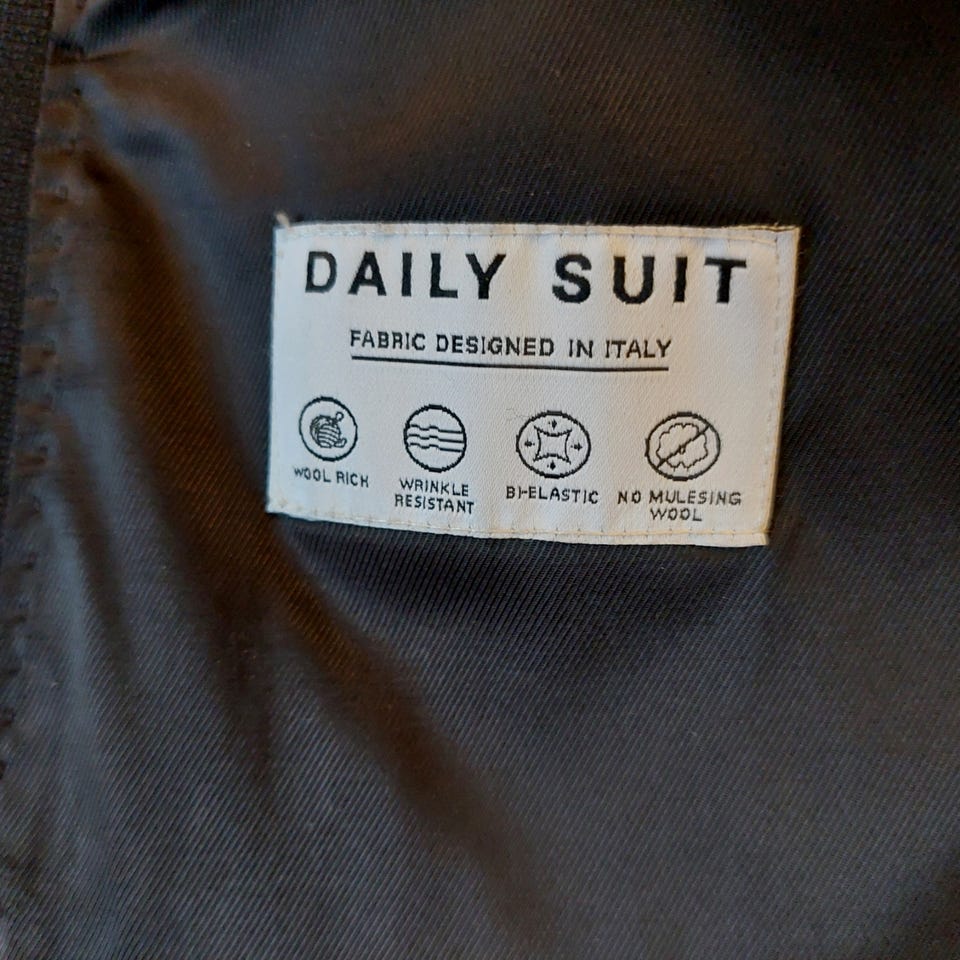 DAILY SUIT
FABRIC DESIGNED IN ITALY
WOOL RICH
WRINKLE
RESISTANT
BI-ELASTIC
NO MULESING
WOOL